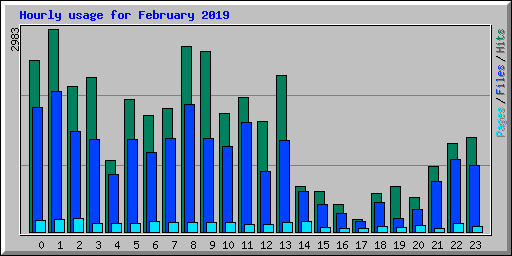 Hourly usage for February 2019
2983
Pages/Files/Hits
0 1 2 3 4 5 6 7 8 9 10 11 12 13 14 15 16 17 18 19 20 21 22 23